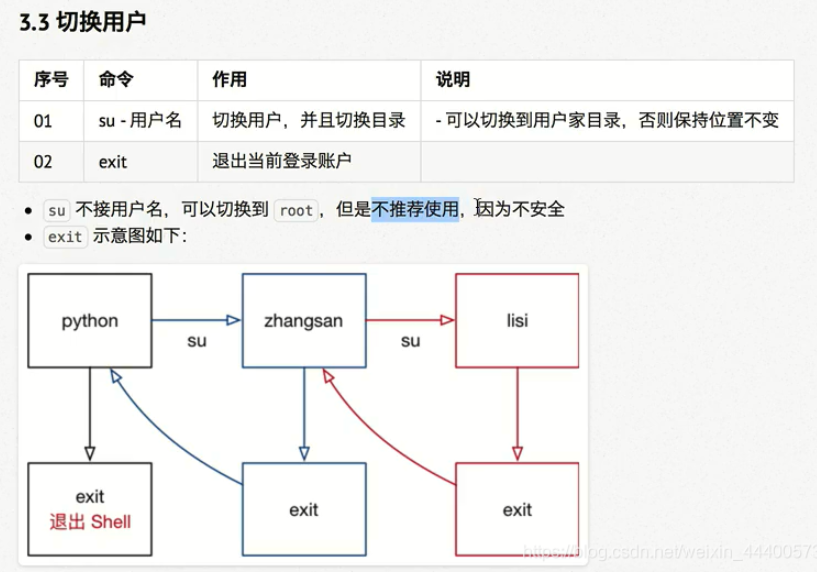 3.3 切换用户
序号 命令 作用 说明
01 su - 用户名 切换用户，并且切换目录 - 可以切换到用户家目录，否则保持位置不变
02 exit 退出当前登录账户
• su 不接用户名，可以切换到 root，但是不推荐使用，因为不安全
• exit 示意图如下：
python zhangsan lisi
su su
exit
退出 Shell
exit exit
https://blog.csdn.net/weixin_44400573